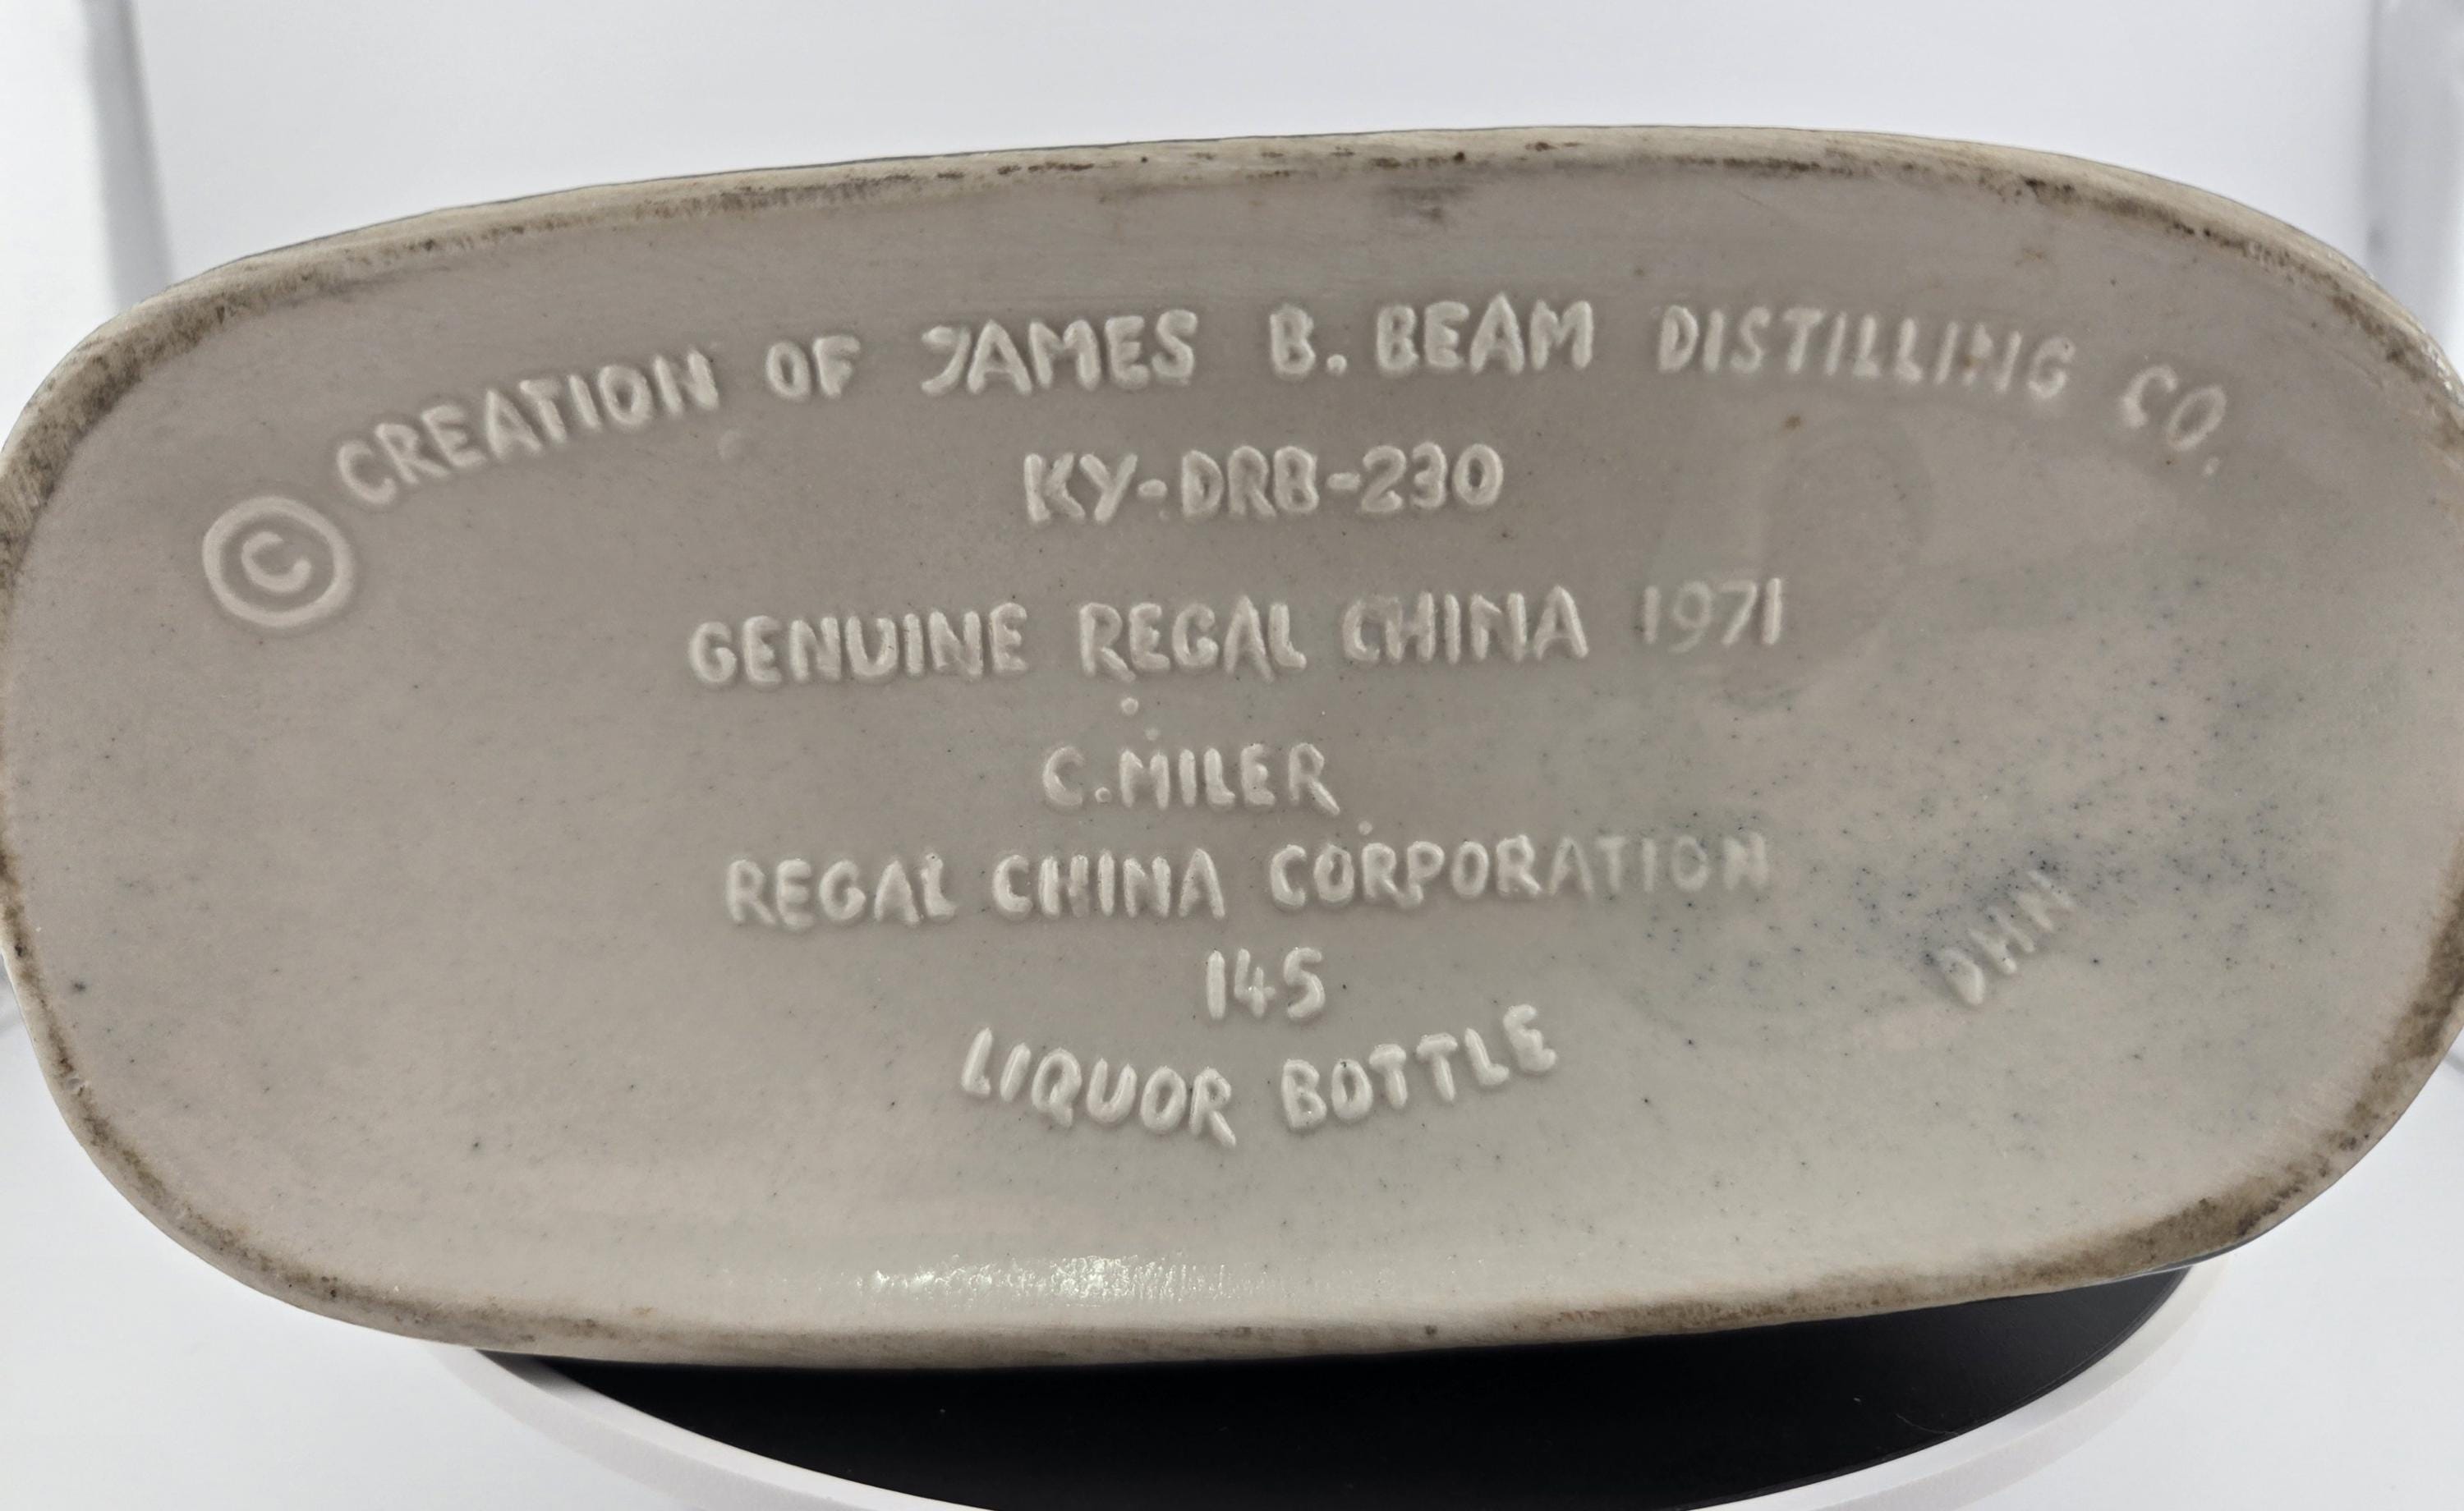 © CREATION OF JAMES B. BEAM DISTILLING CO.
KY-DRB-230
GENUINE REGAL CHINA 1971
C. MILER
REGAL CHINA CORPORATION
145
LIQUOR BOTTLE
DHN